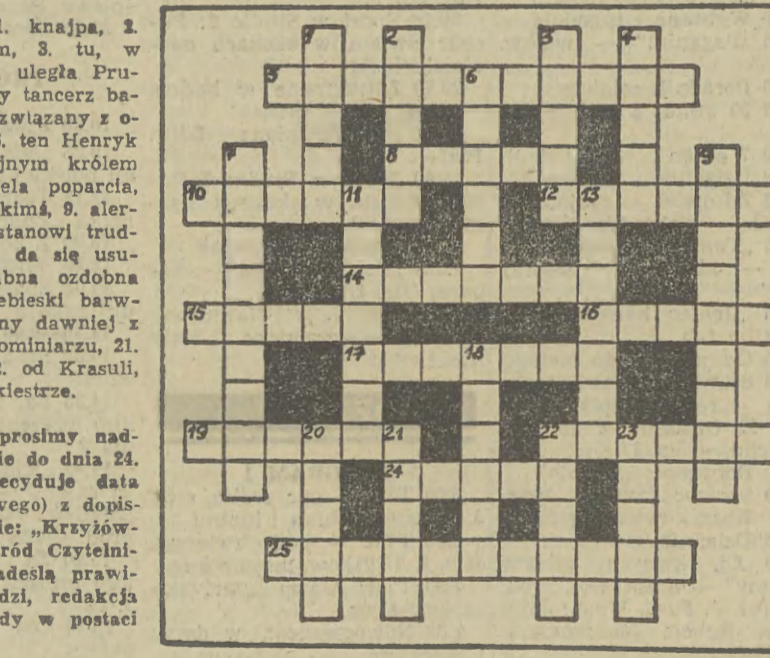 1. knajpa, 2.
m, 3. tu, w
uległa Pru-
y tancerz ba-
związany z o-
. ten Henryk
jnym królem
ela poparcia,
kimś, 9. aler-
stanowi trud-
da się usu-
bna ozdobna
ebieski barw-
ny dawniej z
ominiarzu, 21.
2. od Krasuli,
kiestrze.
prosimy nad-
ie do dnia 24.
ecyduje data
wego) z dopis-
ie: „Krzyżów-
ród Czytelni-
adeślą prawi-
dzi, redakcja
dy w postaci
1 2 3 4
5 6
7 8 9
10 11 12 13
14
15 16
17 18
19 20 21 22 23
24
25